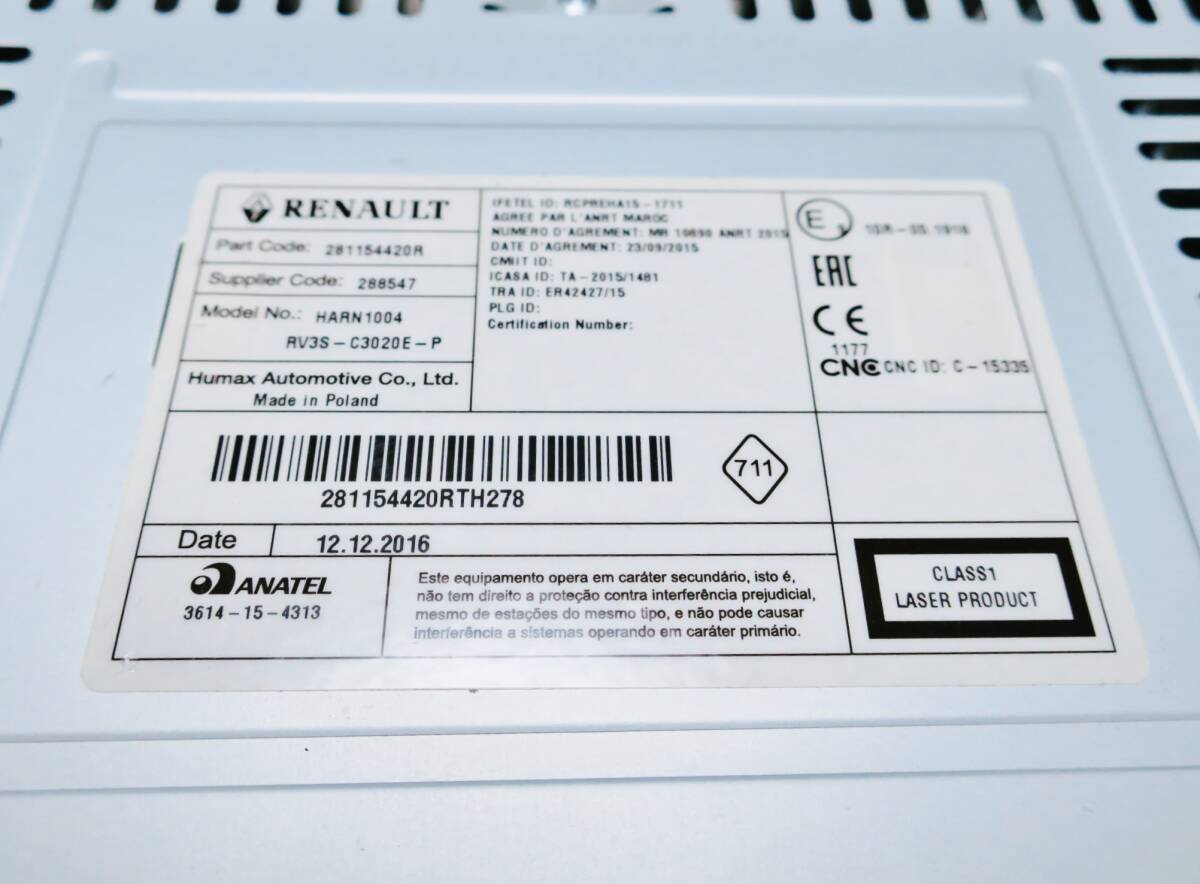 RENAULT
Part Code: 281154420R
Supplier Code: 288547
Model No.: HARN1004
RV3S-C3020E-P
Humax Automotive Co., Ltd.
Made in Poland
IFETEL ID: RCPREHA15-1711
AGREE PAR L'ANRT MAROC
NUMERO D'AGREMENT: MR 10690 ANRT 2015
DATE D'AGREMENT: 23/09/2015
CMIIT ID:
ICASA ID: TA-2015/1481
TRA ID: ER42427/15
PLG ID:
Certification Number:
E
EAC
CE
1177
CNC CNC ID: C-15335
281154420RTH278
711
Date 12.12.2016
ANATEL
3614-15-4313
Este equipamento opera em caráter secundário, isto é,
não tem direito a proteção contra interferência prejudicial,
mesmo de estações do mesmo tipo, e não pode causar
interferência a sistemas operando em caráter primário.
CLASS1
LASER PRODUCT